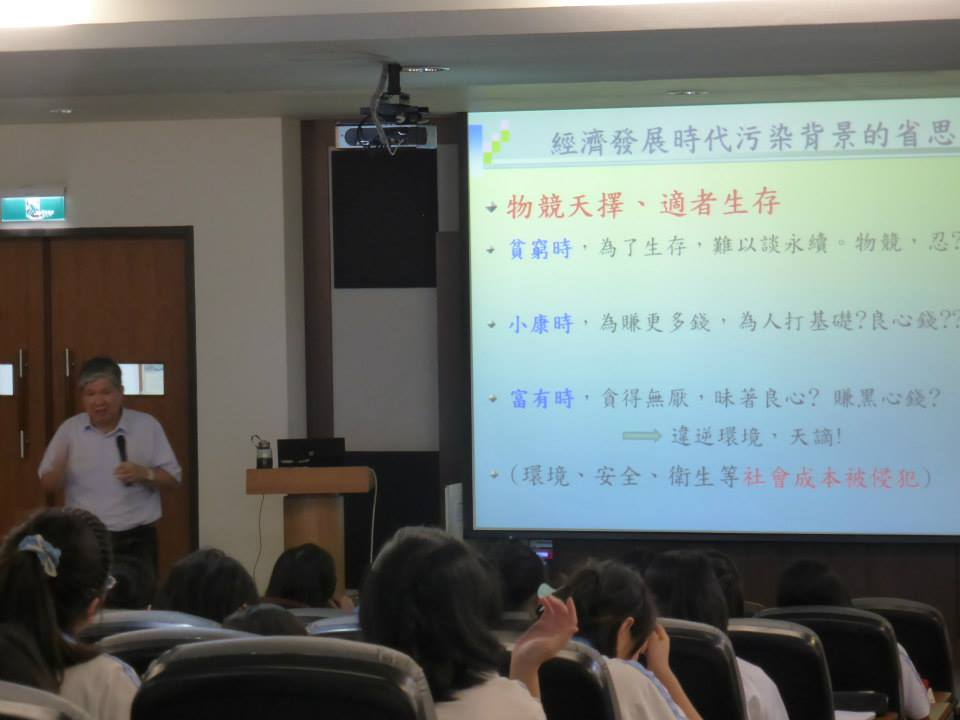 經濟發展時代污染背景的省思
物競天擇、適者生存
貧窮時，為了生存，難以談永續。物競，忍?
小康時，為賺更多錢，為人打基礎?良心錢??
富有時，貪得無厭，昧著良心? 賺黑心錢?
違逆環境，天謫!
(環境、安全、衛生等社會成本被侵犯)